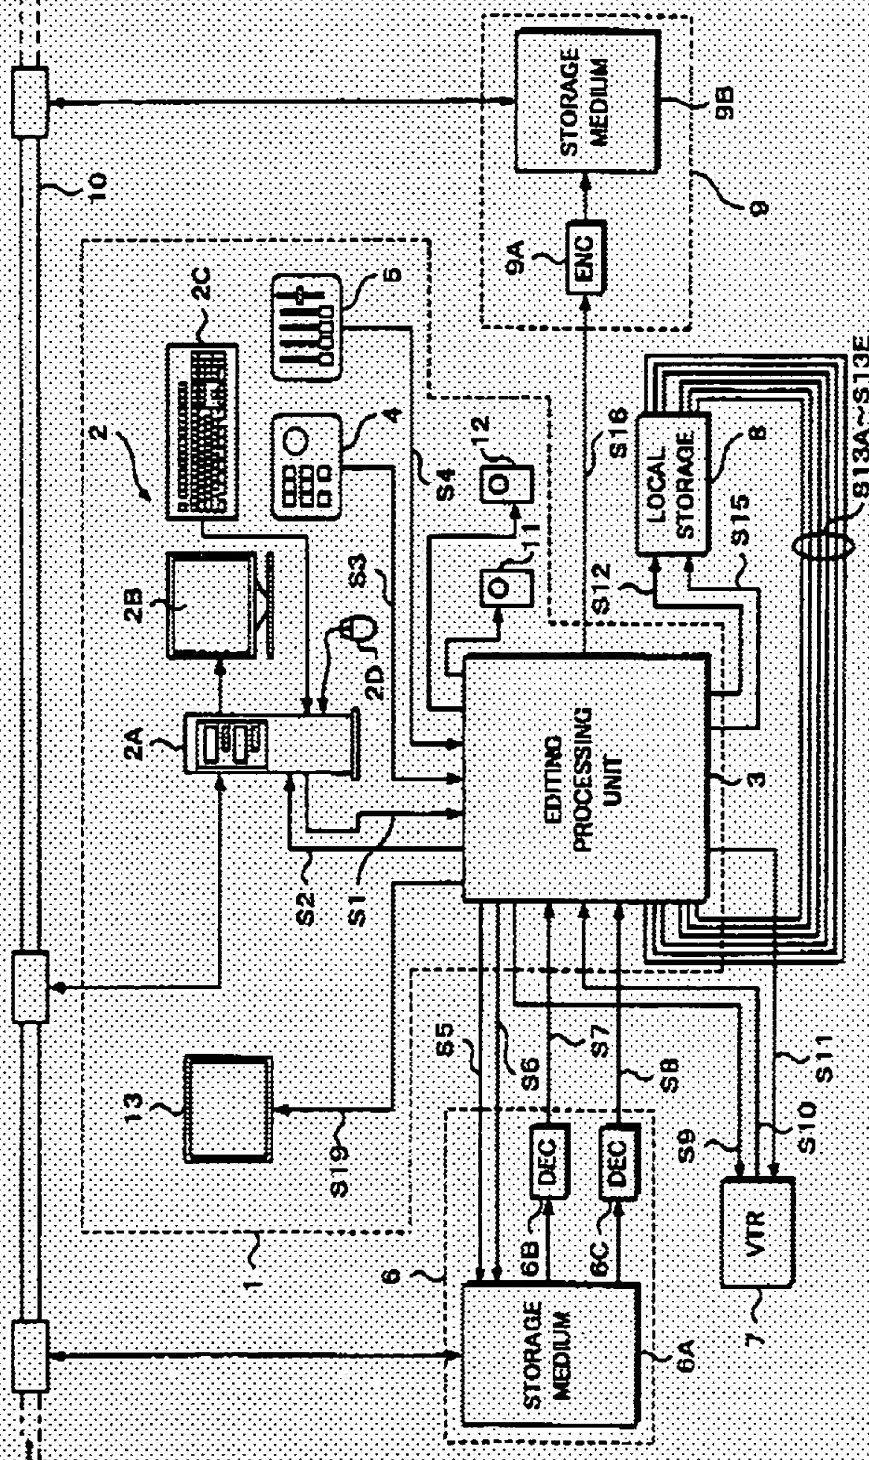 10
1
2
2A
2B
2C
2D
13
4
5
S19
S2
S1
S3
S4
11
12
6
STORAGE
MEDIUM
6A
6B
DEC
6C
DEC
S5
S6
S7
S8
EDITING
PROCESSING
UNIT
3
S16
9A
ENC
STORAGE
MEDIUM
9B
9
S12
LOCAL
STORAGE
8
S15
S13A~S13E
VTR
7
S9
S10
S11